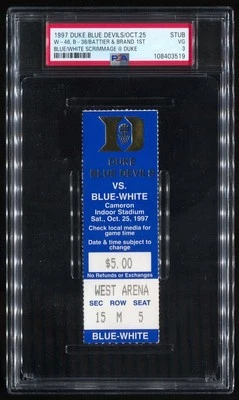 1997 DUKE BLUE DEVILS/OCT.25 STUB
W-46, B-38/BATTIER & BRAND 1ST VG
BLUE/WHITE SCRIMMAGE @ DUKE 3
PSA 108403519
D
DUKE
BLUE DEVILS
VS.
BLUE-WHITE
Cameron
Indoor Stadium
Sat., Oct. 25, 1997
Check local media for
game time
Date & time subject to
change
$5.00
No Refunds or Exchanges
WEST ARENA
SEC ROW SEAT
15 M 5
BLUE-WHITE